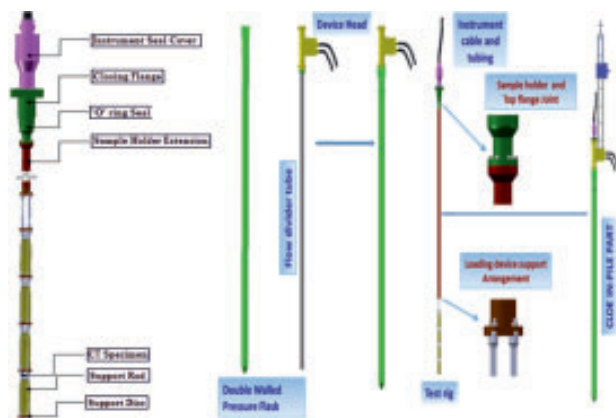 Instrument Seal Cover
Closing flange
'O' ring Seal
Sample Holder Extension
CT Specimen
Support Rod
Support Disc
Double Walled
Pressure Flask
Flow divider tube
Device Head
Instrument
cable and
tubing
Sample holder and
Top flange Joint
Loading device support
Arrangement
Test rig
CLOK IN-PILE PART